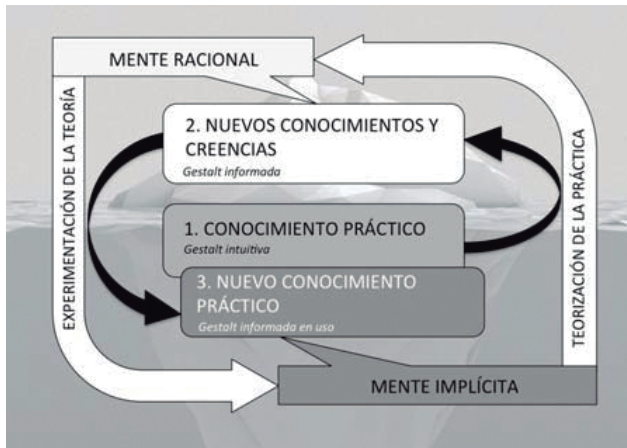 MENTE RACIONAL
2. NUEVOS CONOCIMIENTOS Y
CREENCIAS
Gestalt informada
1. CONOCIMIENTO PRÁCTICO
Gestalt intuitiva
3. NUEVO CONOCIMIENTO
PRÁCTICO
Gestalt informada en uso
MENTE IMPLÍCITA
EXPERIMENTACIÓN DE LA TEORÍA
TEORIZACIÓN DE LA PRÁCTICA